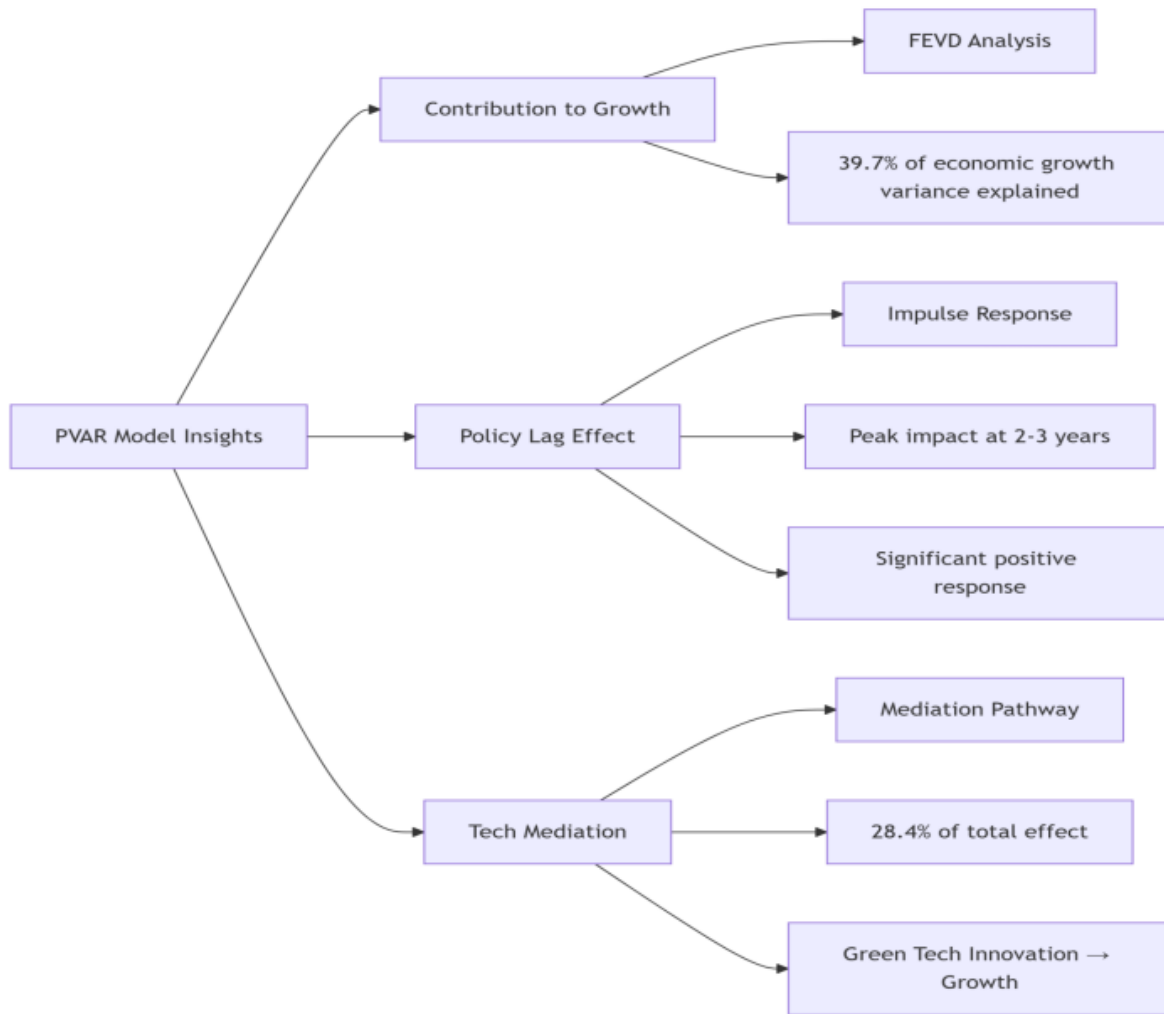 FEVD Analysis
Contribution to Growth
39.7% of economic growth
variance explained
Impulse Response
PVAR Model Insights
Policy Lag Effect
Peak impact at 2-3 years
Significant positive
response
Mediation Pathway
Tech Mediation
28.4% of total effect
Green Tech Innovation →
Growth